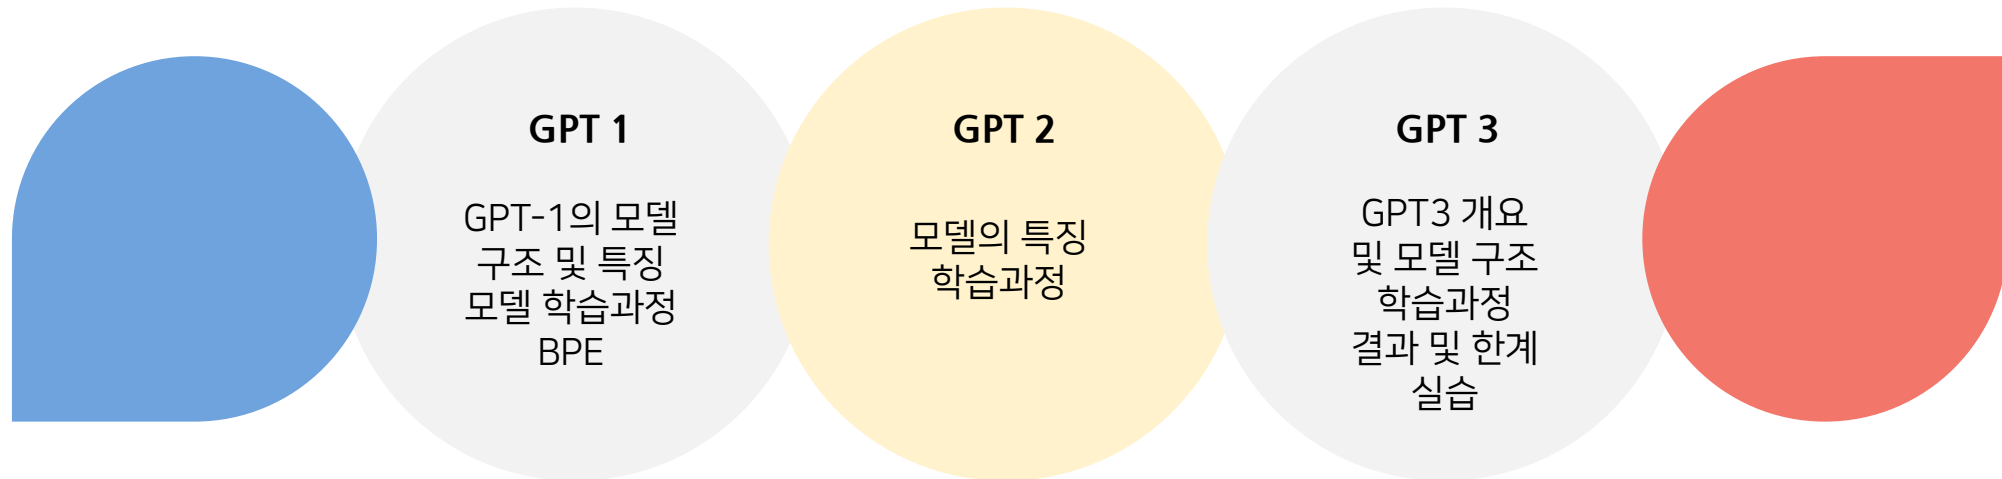 GPT 1
GPT-1의 모델
구조 및 특징
모델 학습과정
BPE
GPT 2
모델의 특징
학습과정
GPT 3
GPT3 개요
및 모델 구조
학습과정
결과 및 한계
실습